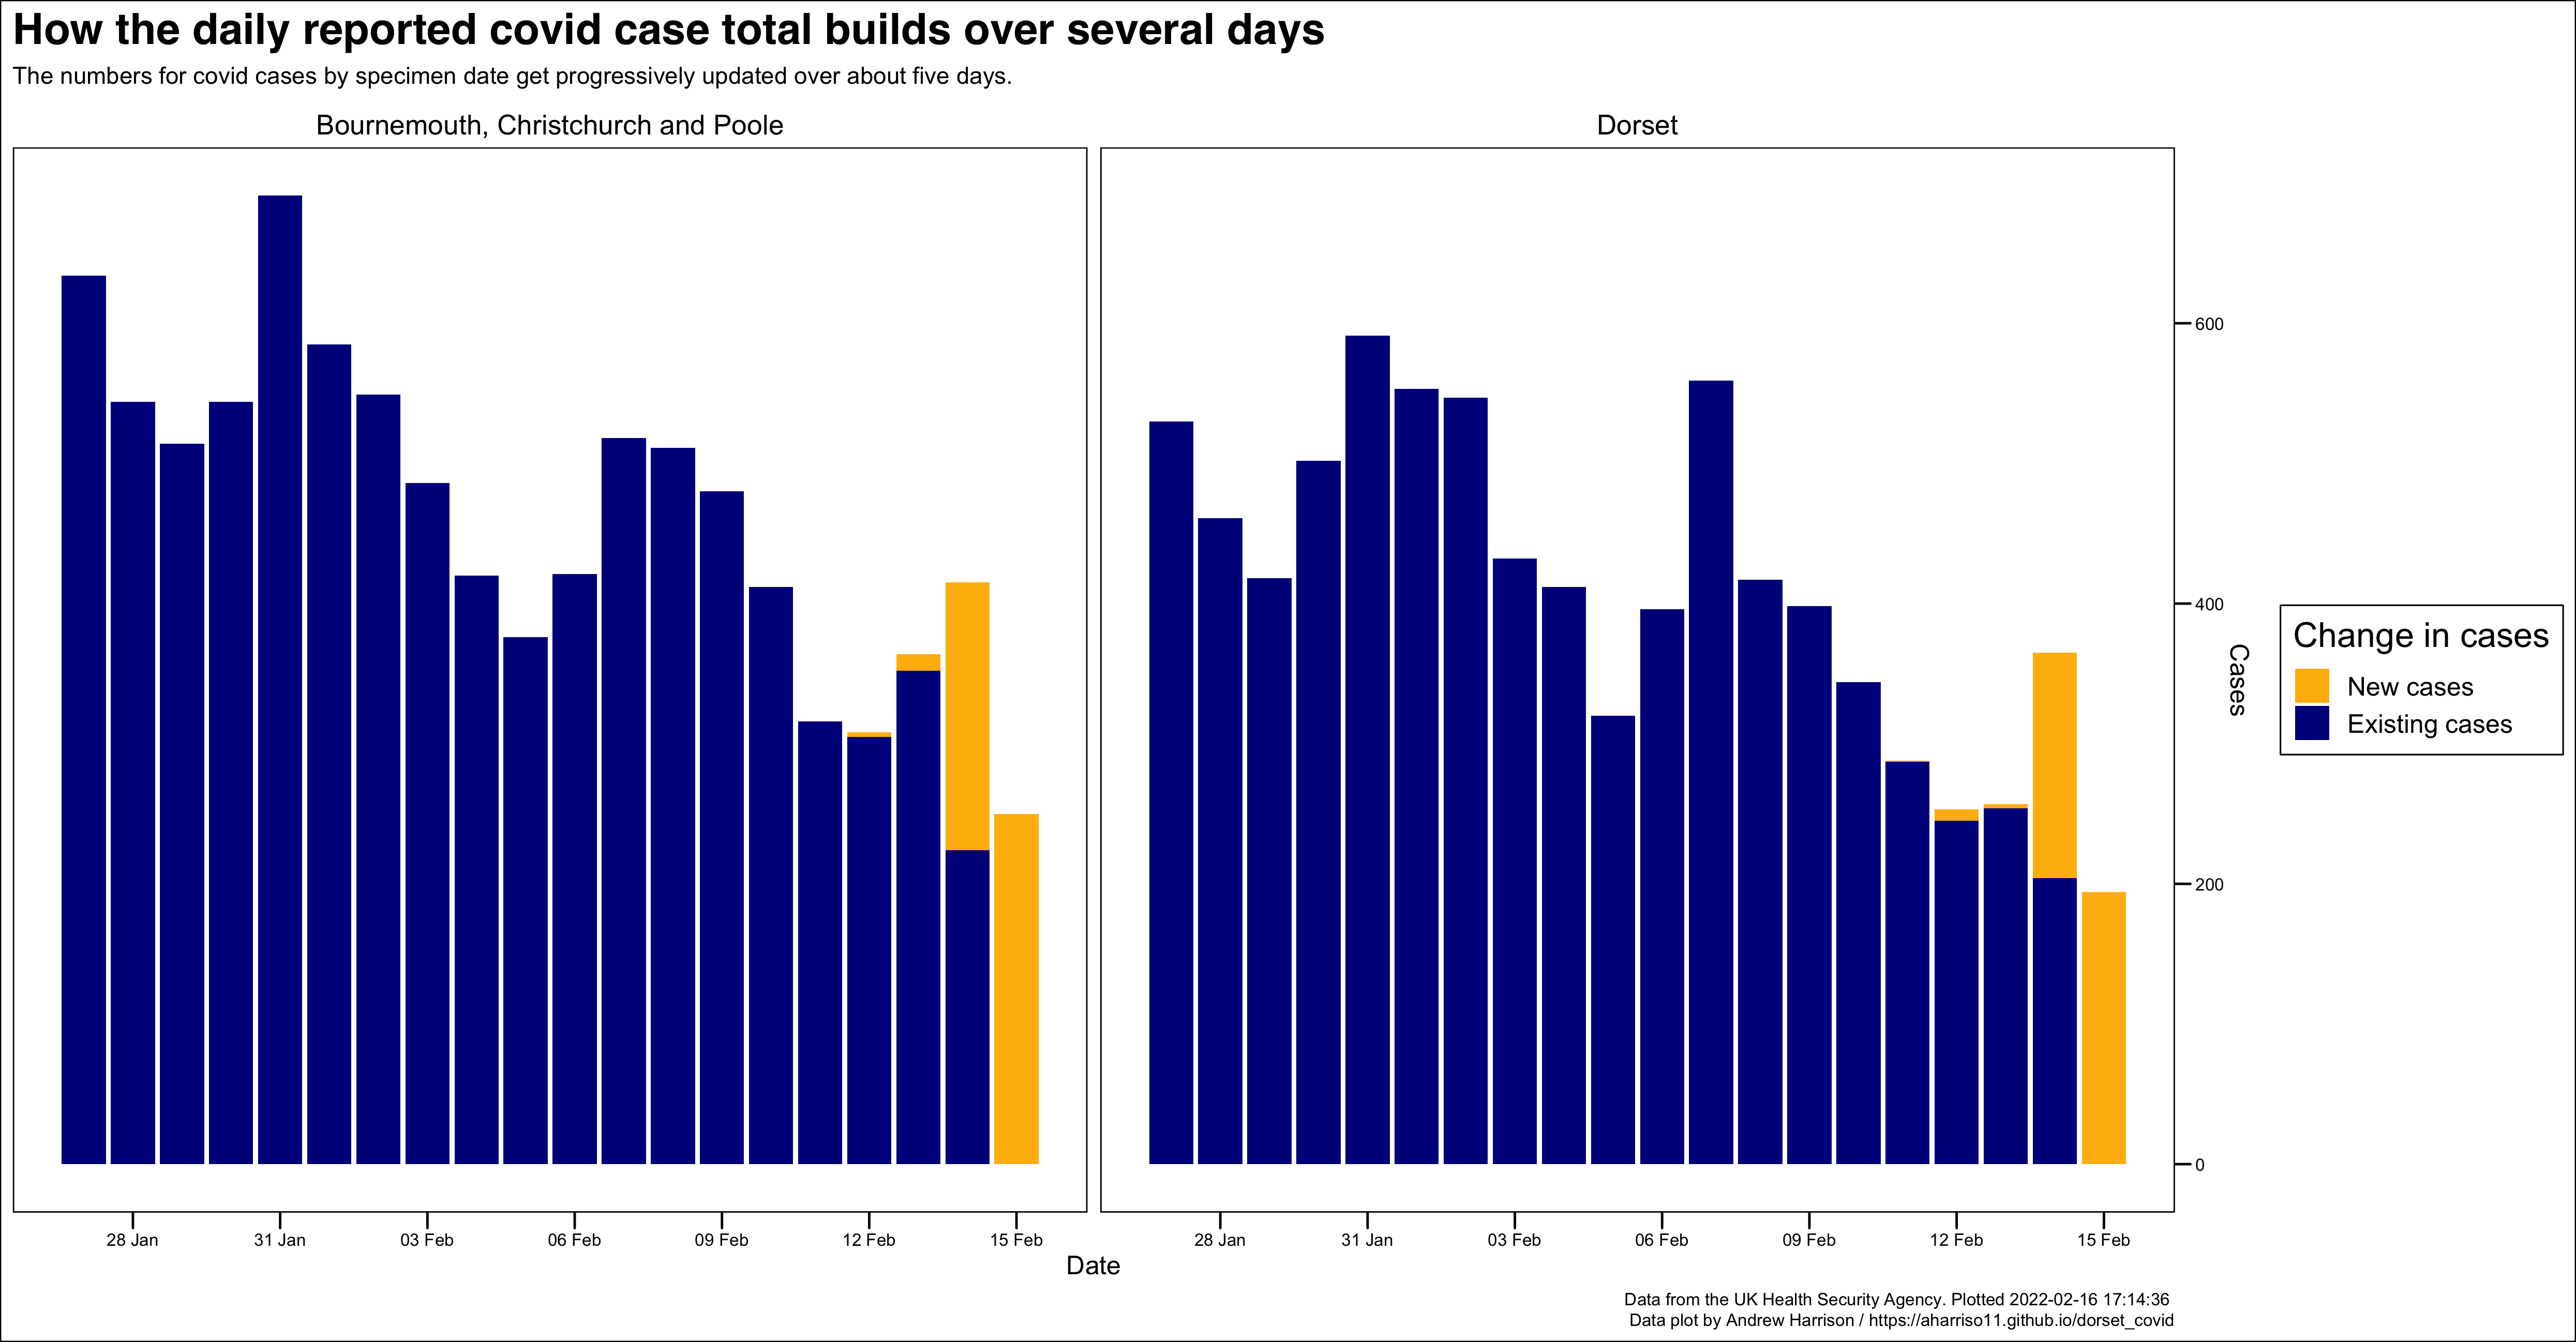 How the daily reported covid case total builds over several days
The numbers for covid cases by specimen date get progressively updated over about five days.
Bournemouth, Christchurch and Poole
Dorset
600
400
200
0
Cases
Change in cases
New cases
Existing cases
28 Jan 31 Jan 03 Feb 06 Feb 09 Feb 12 Feb 15 Feb
28 Jan 31 Jan 03 Feb 06 Feb 09 Feb 12 Feb 15 Feb
Date
Data from the UK Health Security Agency. Plotted 2022-02-16 17:14:36
Data plot by Andrew Harrison / https://aharriso11.github.io/dorset_covid